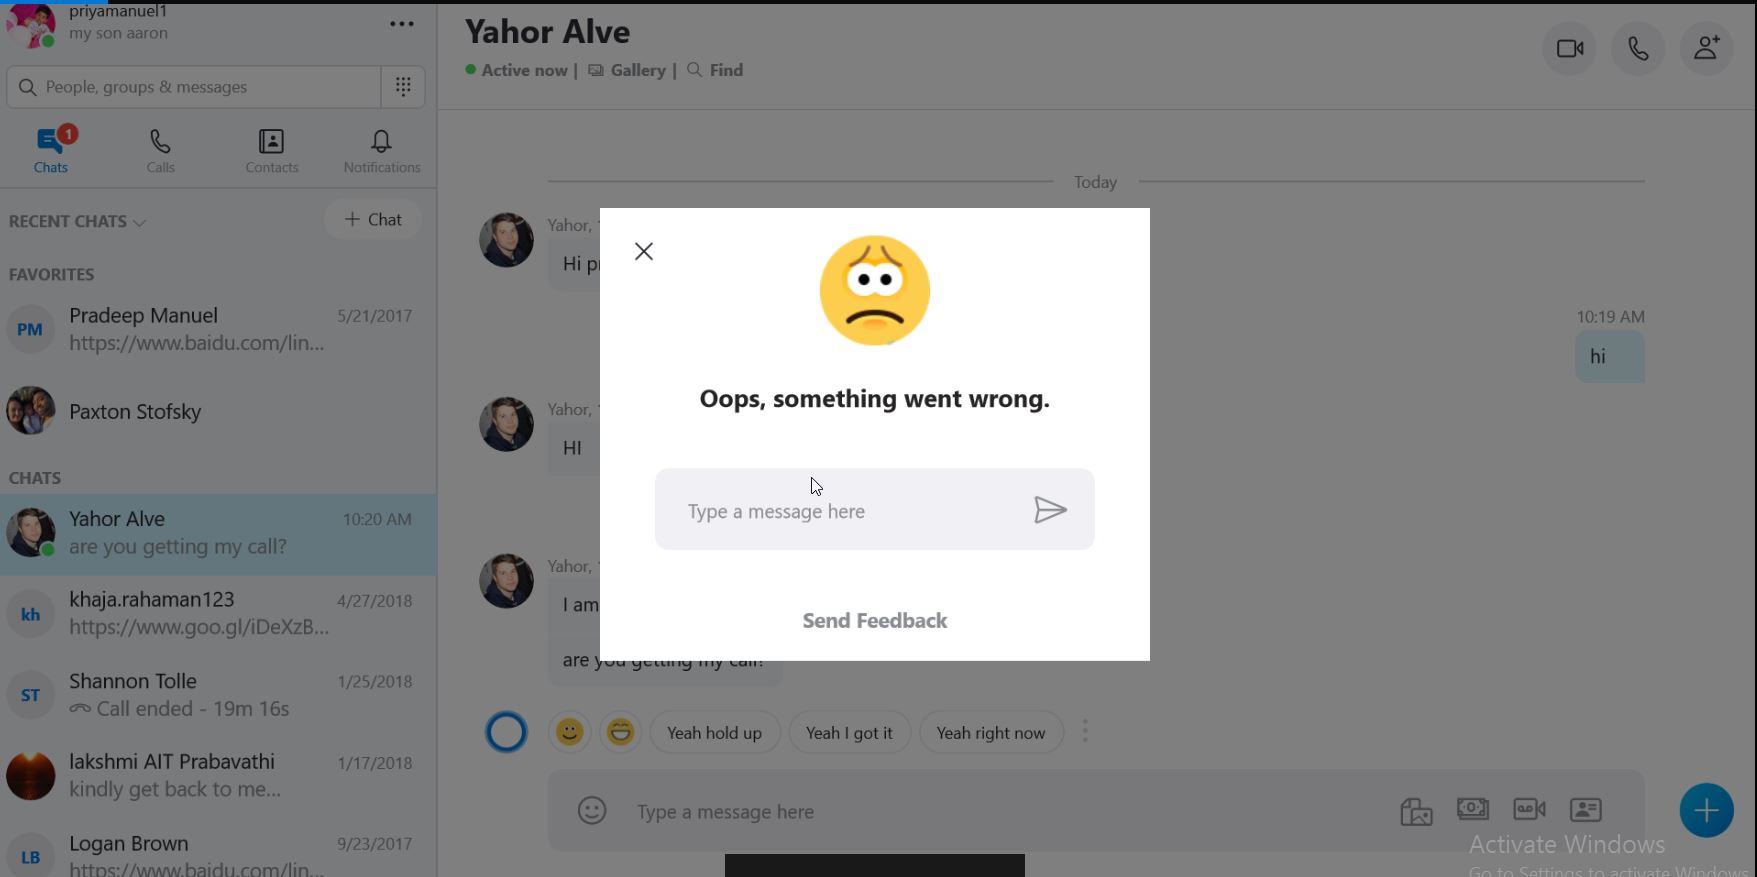 priyamanuel1
my son aaron
People, groups & messages
1
Chats
Calls
Contacts
Notifications
RECENT CHATS
+ Chat
FAVORITES
PM
Pradeep Manuel
5/21/2017
https://www.baidu.com/lin...
Paxton Stofsky
CHATS
Yahor Alve
10:20 AM
are you getting my call?
kh
khaja.rahaman123
4/27/2018
https://www.goo.gl/iDeXzB...
ST
Shannon Tolle
1/25/2018
Call ended - 19m 16s
lakshmi AIT Prabavathi
1/17/2018
kindly get back to me...
LB
Logan Brown
9/23/2017
https://www.baidu.com/lin...
Yahor Alve
Active now | Gallery | Find
Today
Yahor,
Hi
10:19 AM
hi
Yahor,
HI
Yahor,
I am
are you getting my call?
Oops, something went wrong.
Type a message here
Send Feedback
Yeah hold up
Yeah I got it
Yeah right now
Type a message here
Activate Windows
Go to Settings to activate Windows